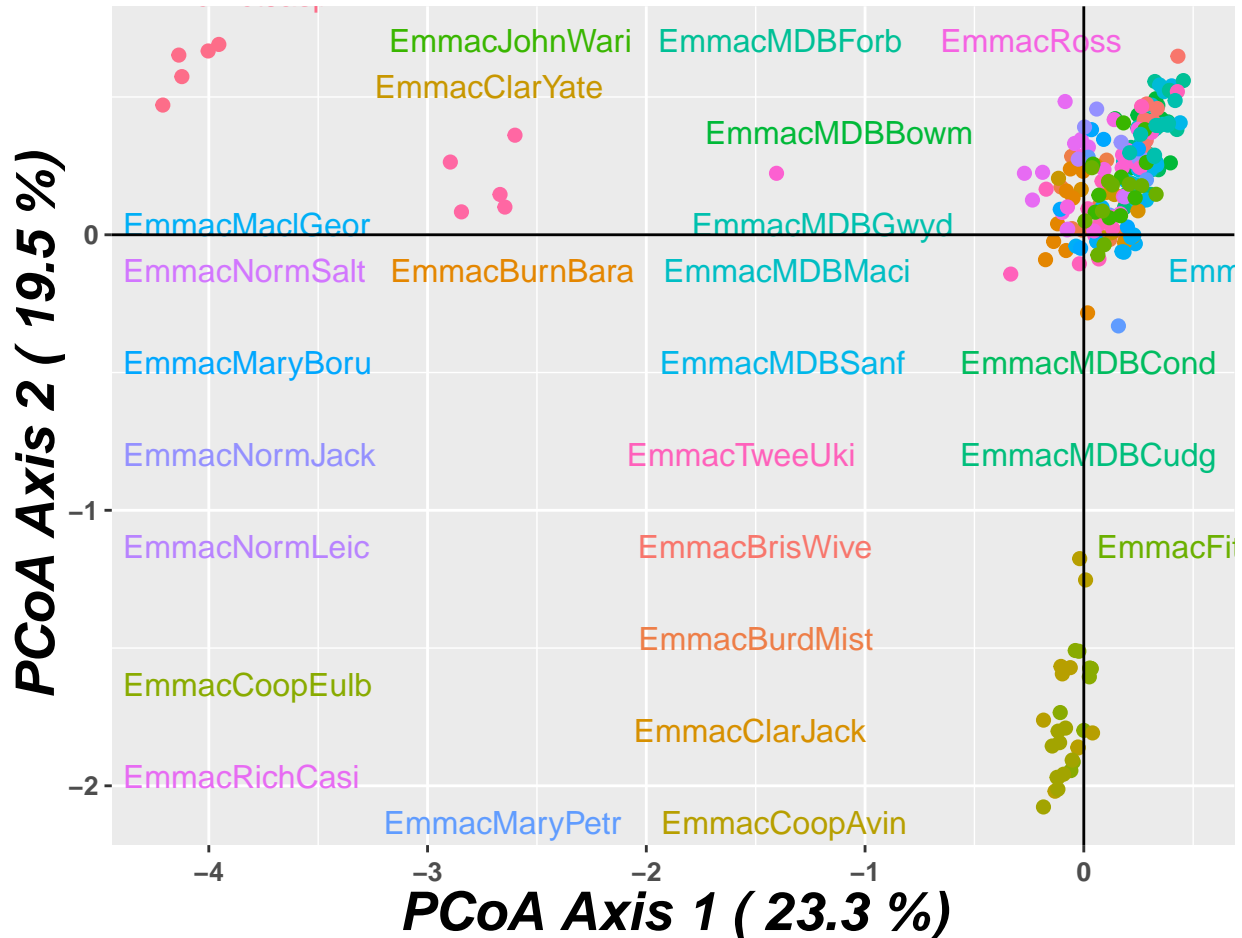 EmmacJohnWari EmmacMDBForb EmmacRoss
EmmacClarYate
EmmacMDBBowm
EmmacMaclGeor EmmacMDBGwyd
0
EmmacNormSalt EmmacBurnBara EmmacMDBMaci Emm
EmmacMaryBoru EmmacMDBSanf EmmacMDBCond
EmmacNormJack EmmacTweeUki EmmacMDBCudg
−1
EmmacNormLeic EmmacBrisWive EmmacFit
EmmacBurdMist
EmmacCoopEulb
EmmacClarJack
EmmacRichCasi
−2
EmmacMaryPetr EmmacCoopAvin
−4 −3 −2 −1 0
PCoA Axis 1 ( 23.3 %)
PCoA Axis 2 ( 19.5 %)